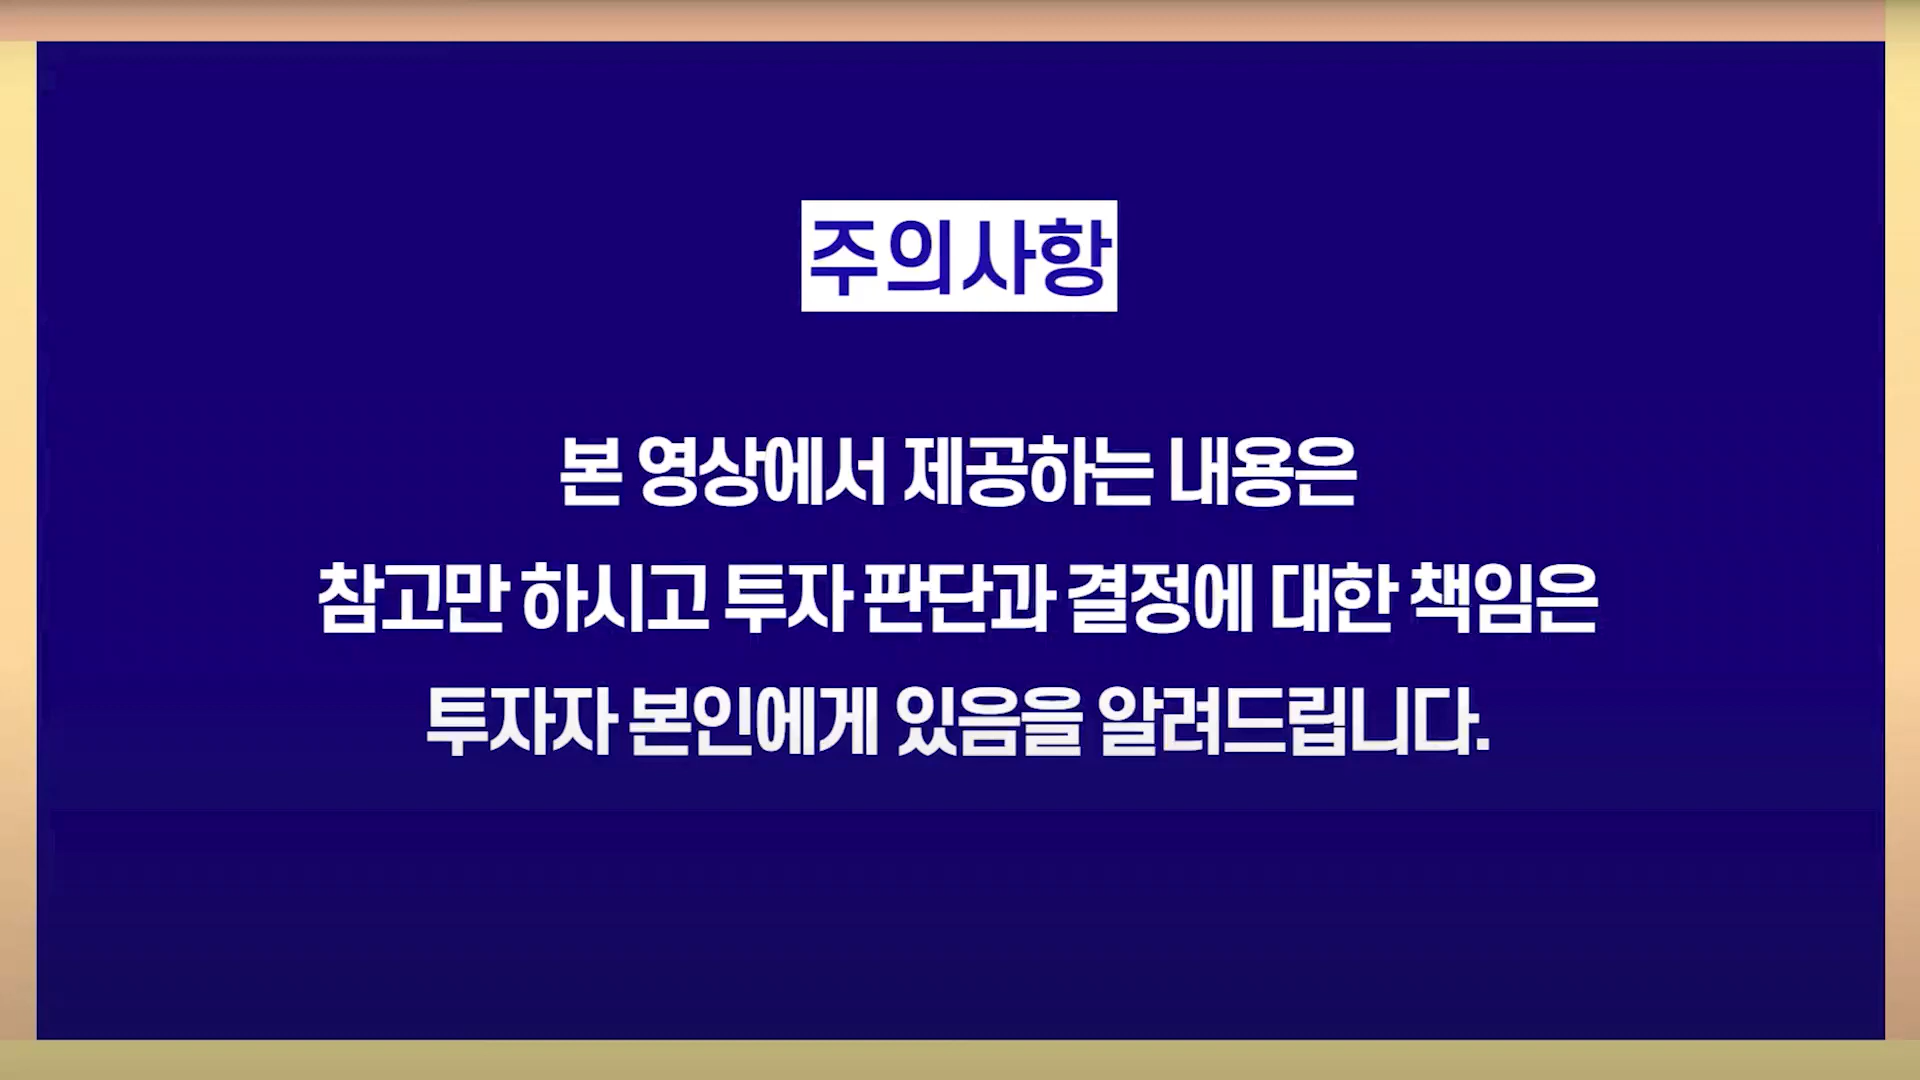 주의사항
본 영상에서 제공하는 내용은
참고만 하시고 투자 판단과 결정에 대한 책임은
투자자 본인에게 있음을 알려드립니다.